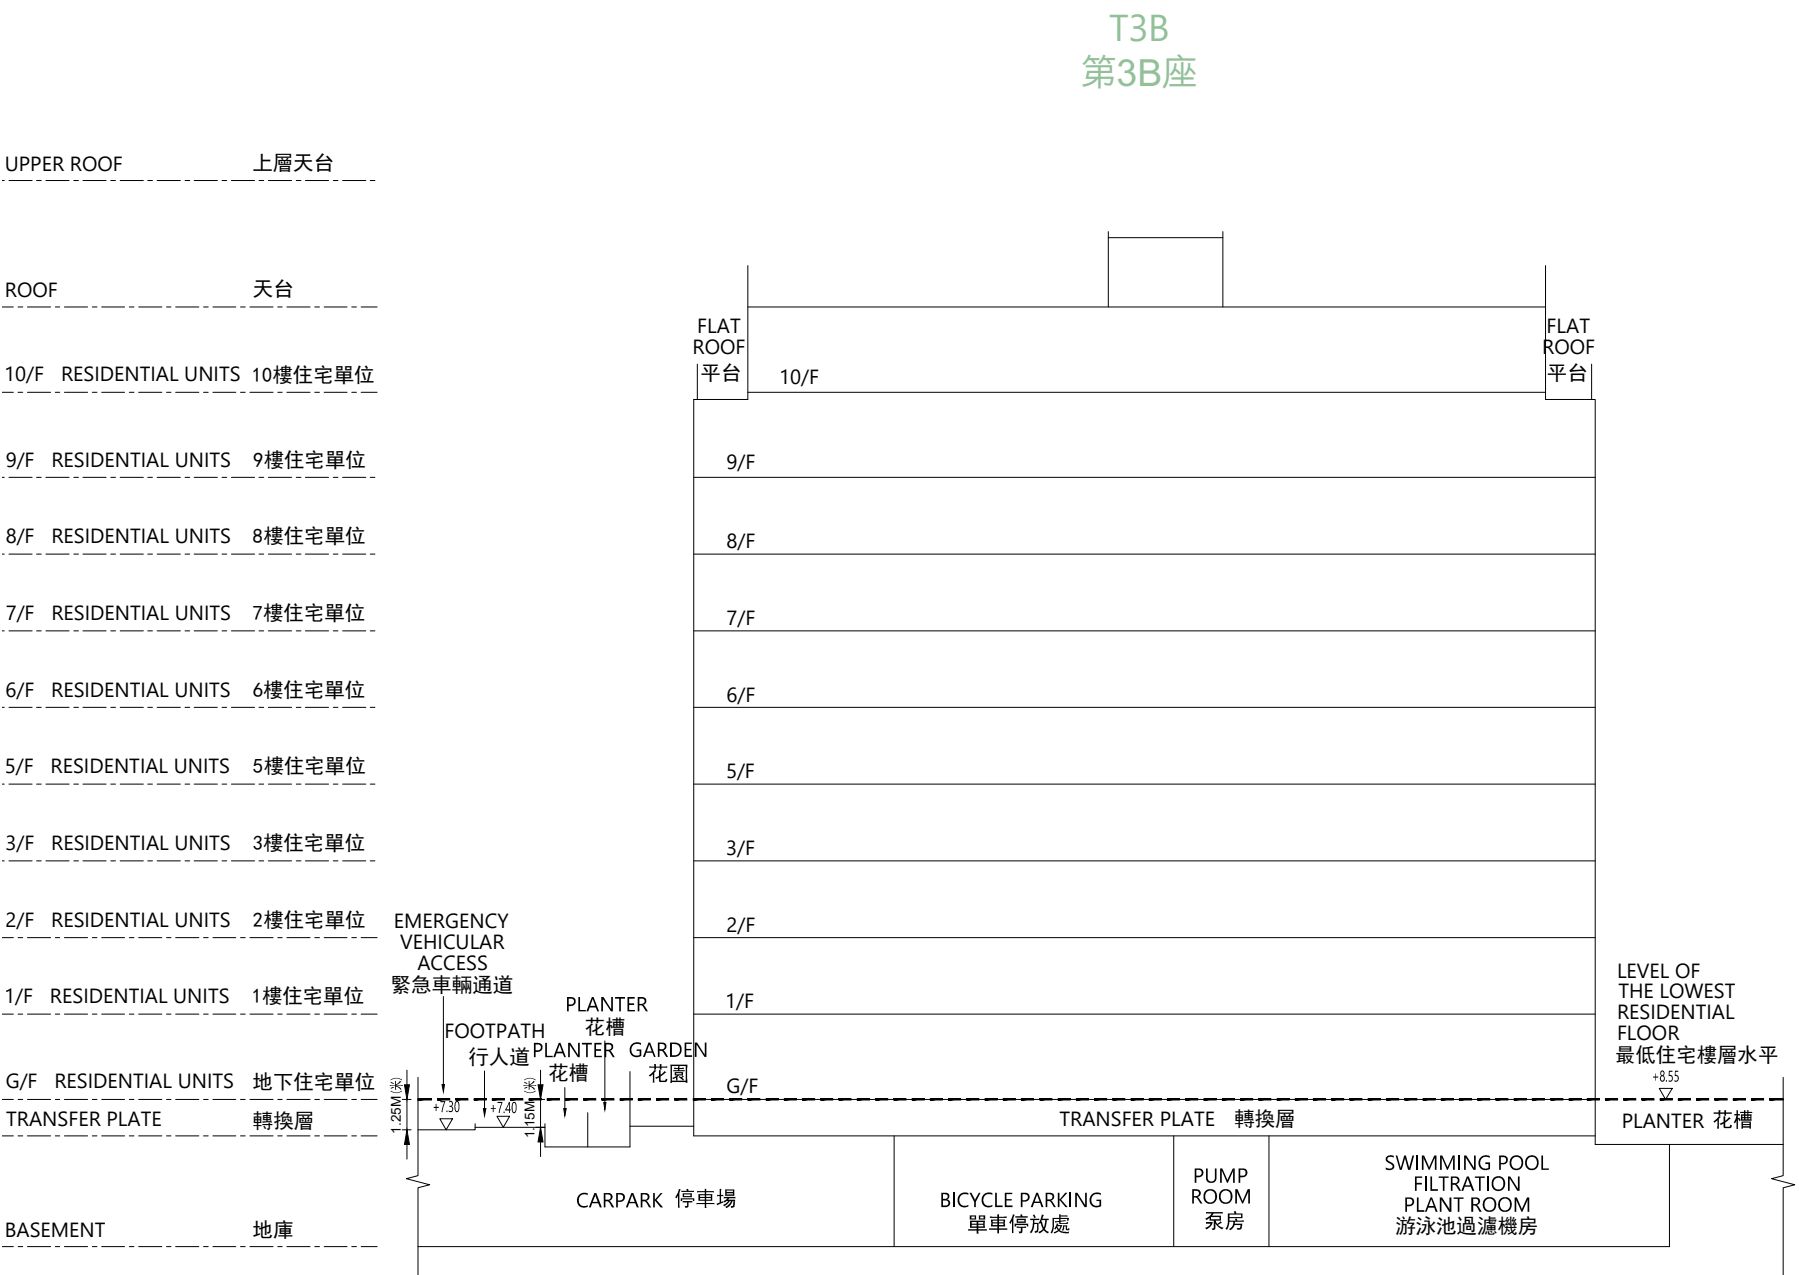 T3B
第3B座
UPPER ROOF 上層天台
ROOF 天台
FLAT
ROOF
平台
FLAT
ROOF
平台
10/F RESIDENTIAL UNITS 10樓住宅單位
10/F
9/F RESIDENTIAL UNITS 9樓住宅單位
9/F
8/F RESIDENTIAL UNITS 8樓住宅單位
8/F
7/F RESIDENTIAL UNITS 7樓住宅單位
7/F
6/F RESIDENTIAL UNITS 6樓住宅單位
6/F
5/F RESIDENTIAL UNITS 5樓住宅單位
5/F
3/F RESIDENTIAL UNITS 3樓住宅單位
3/F
2/F RESIDENTIAL UNITS 2樓住宅單位
2/F
EMERGENCY
VEHICULAR
ACCESS
緊急車輛通道
1/F RESIDENTIAL UNITS 1樓住宅單位
1/F
LEVEL OF
THE LOWEST
RESIDENTIAL
FLOOR
最低住宅樓層水平
+8.55
FOOTPATH
行人道
PLANTER
花槽
PLANTER
花槽
GARDEN
花園
G/F RESIDENTIAL UNITS 地下住宅單位
G/F
1.25M(米)
+7.30
+7.40
1.15M(米)
TRANSFER PLATE 轉換層
TRANSFER PLATE 轉換層
PLANTER 花槽
CARPARK 停車場
BICYCLE PARKING
單車停放處
PUMP
ROOM
泵房
SWIMMING POOL
FILTRATION
PLANT ROOM
游泳池過濾機房
BASEMENT 地庫